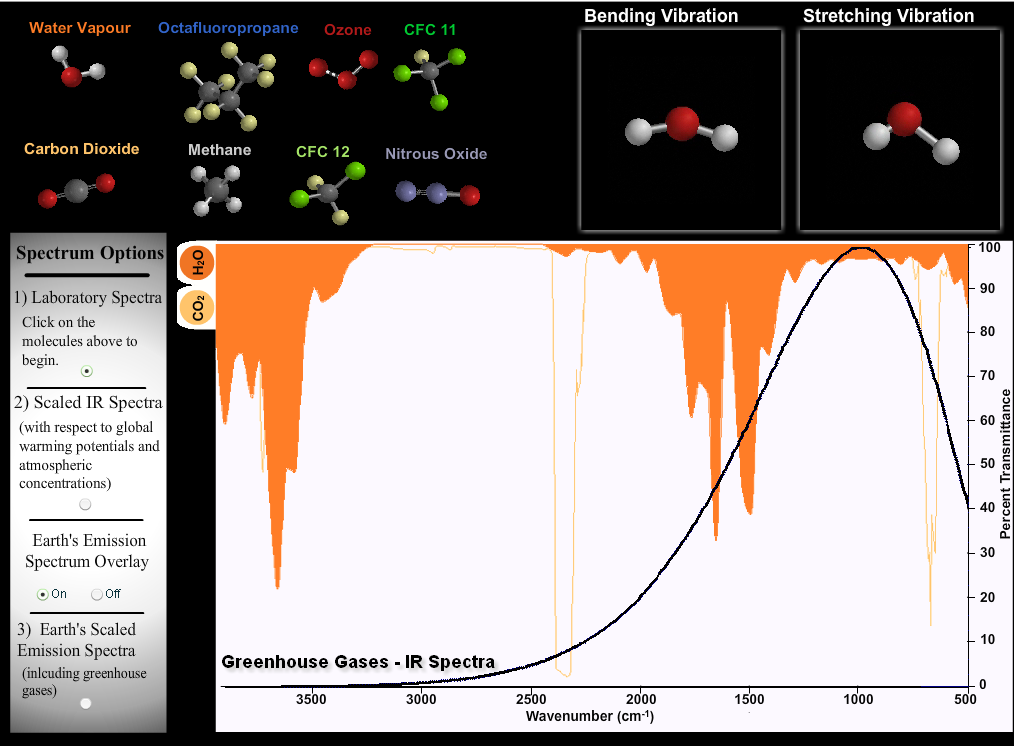 Water Vapour
Octafluoropropane
Ozone
CFC 11
Carbon Dioxide
Methane
CFC 12
Nitrous Oxide
Bending Vibration
Stretching Vibration
Spectrum Options
1) Laboratory Spectra
Click on the
molecules above to
begin.
2) Scaled IR Spectra
(with respect to global
warming potentials and
atmospheric
concentrations)
Earth's Emission
Spectrum Overlay
On
Off
3) Earth's Scaled
Emission Spectra
(inlcuding greenhouse
gases)
H₂O
CO₂
Greenhouse Gases - IR Spectra
100
90
80
70
60
50
40
30
20
10
0
Percent Transmittance
3500
3000
2500
2000
1500
1000
500
Wavenumber (cm⁻¹)